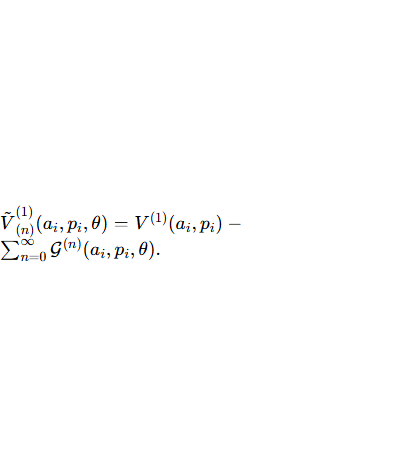 $\tilde{V}^{(1)}_{(n)}(a_i, p_i, \theta) = V^{(1)}(a_i, p_i) -$
$\sum_{n=0}^{\infty} \mathcal{G}^{(n)}(a_i, p_i, \theta).$